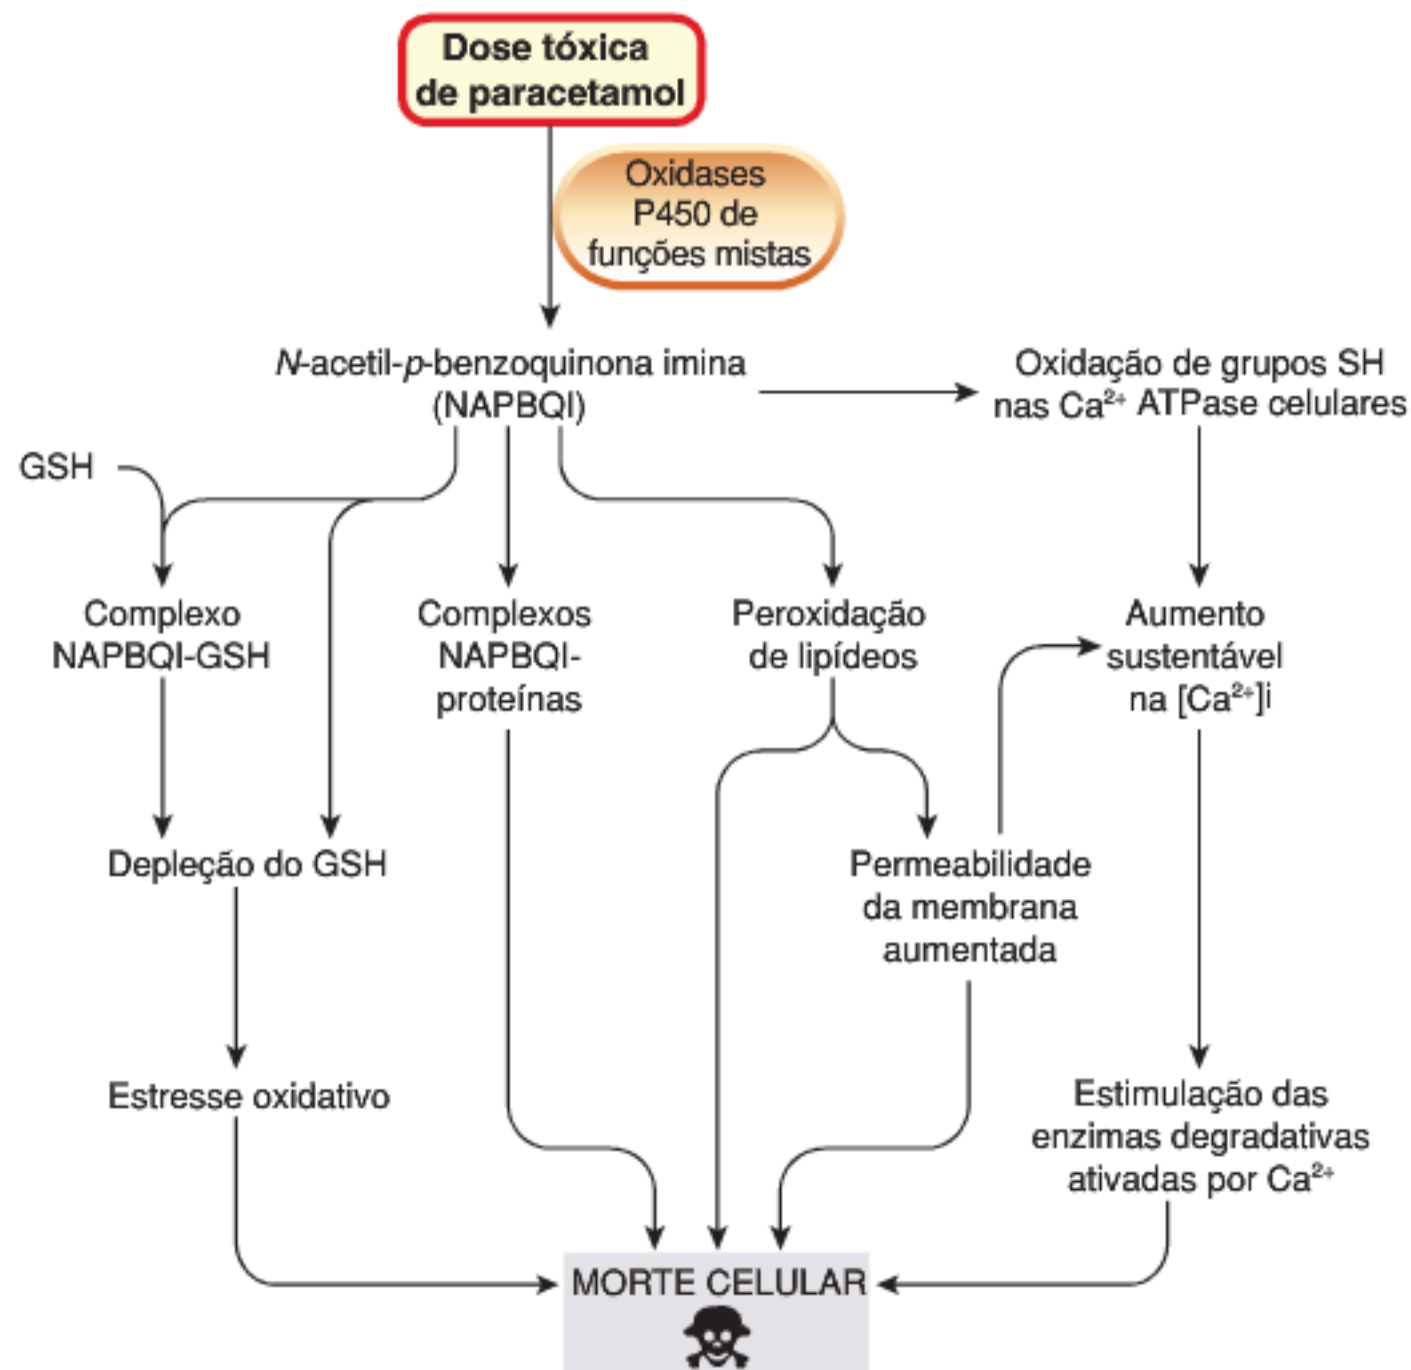 Dose tóxica
de paracetamol
Oxidases
P450 de
funções mistas
N-acetil-p-benzoquinona imina
(NAPBQI)
Oxidação de grupos SH
nas Ca²⁺ ATPase celulares
GSH
Complexo
NAPBQI-GSH
Complexos
NAPBQI-
proteínas
Peroxidação
de lipídeos
Aumento
sustentável
na [Ca²⁺]i
Depleção do GSH
Permeabilidade
da membrana
aumentada
Estresse oxidativo
Estimulação das
enzimas degradativas
ativadas por Ca²⁺
MORTE CELULAR